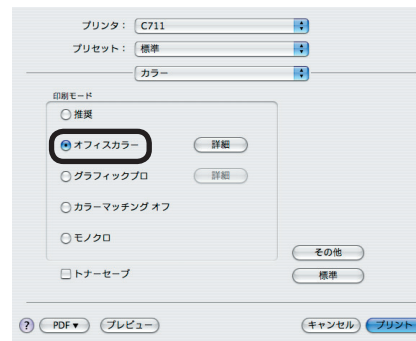 プリンタ： C711
プリセット： 標準
カラー
印刷モード
推奨
オフィスカラー 詳細
グラフィックプロ 詳細
カラーマッチング オフ
モノクロ
その他
トナーセーブ 標準
? PDF▼ プレビュー キャンセル プリント